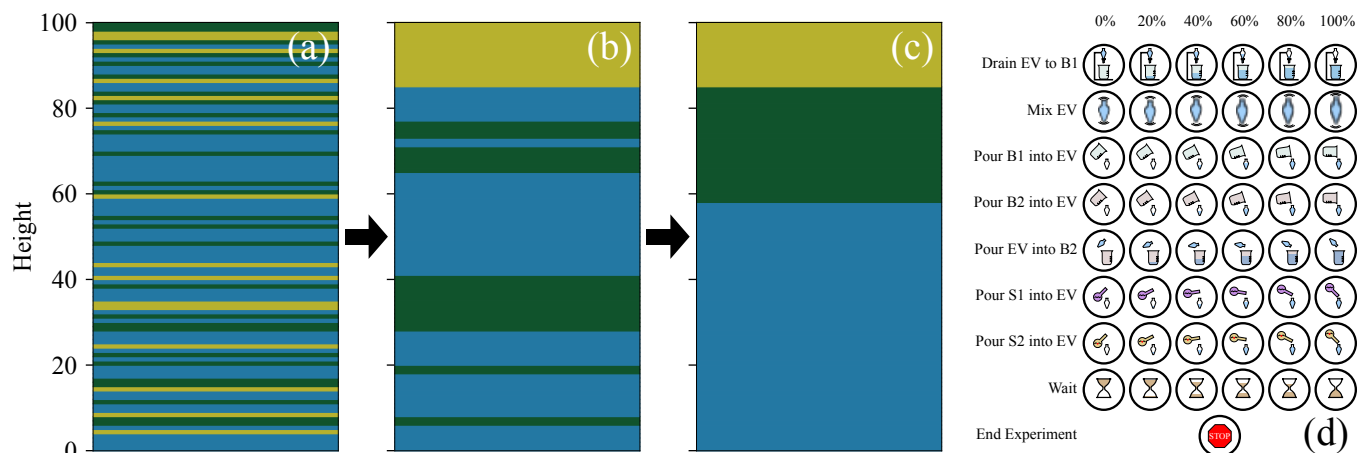 100
80
60
40
20
0
Height
(a)
(b)
(c)
0% 20% 40% 60% 80% 100%
Drain EV to B1
Mix EV
Pour B1 into EV
Pour B2 into EV
Pour EV into B2
Pour S1 into EV
Pour S2 into EV
Wait
End Experiment
STOP
(d)